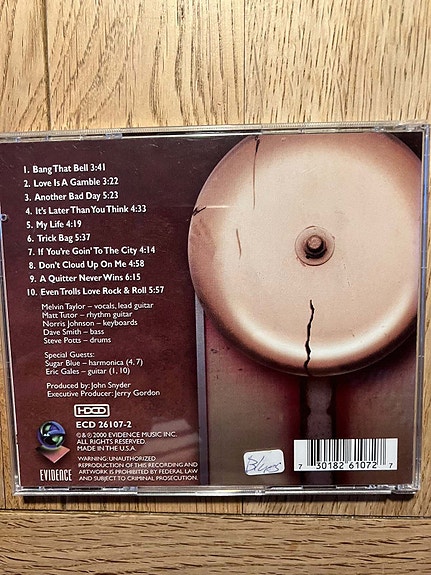 1. Bang That Bell 3:41
2. Love Is A Gamble 3:22
3. Another Bad Day 5:23
4. It's Later Than You Think 4:33
5. My Life 4:19
6. Trick Bag 5:37
7. If You're Goin' To The City 4:14
8. Don't Cloud Up On Me 4:58
9. A Quitter Never Wins 6:15
10. Even Trolls Love Rock & Roll 5:57
Melvin Taylor – vocals, lead guitar
Matt Tutor – rhythm guitar
Norris Johnson – keyboards
Dave Smith – bass
Steve Potts – drums
Special Guests:
Sugar Blue – harmonica (4, 7)
Eric Gales – guitar (1, 10)
Produced by: John Snyder
Executive Producer: Jerry Gordon
HDCD
ECD 26107-2
©&℗2000 EVIDENCE MUSIC INC.
ALL RIGHTS RESERVED.
MADE IN THE U.S.A.
WARNING: UNAUTHORIZED
REPRODUCTION OF THIS RECORDING AND
ARTWORK IS PROHIBITED BY FEDERAL LAW
AND SUBJECT TO CRIMINAL PROSECUTION.
EVIDENCE
Blues
7 30182 61072 7